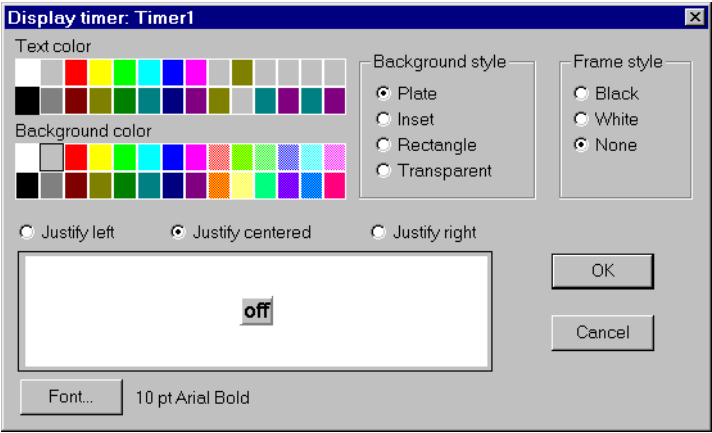 Display timer: Timer1
Text color
Background color
Background style
Plate
Inset
Rectangle
Transparent
Frame style
Black
White
None
Justify left
Justify centered
Justify right
off
OK
Cancel
Font...
10 pt Arial Bold